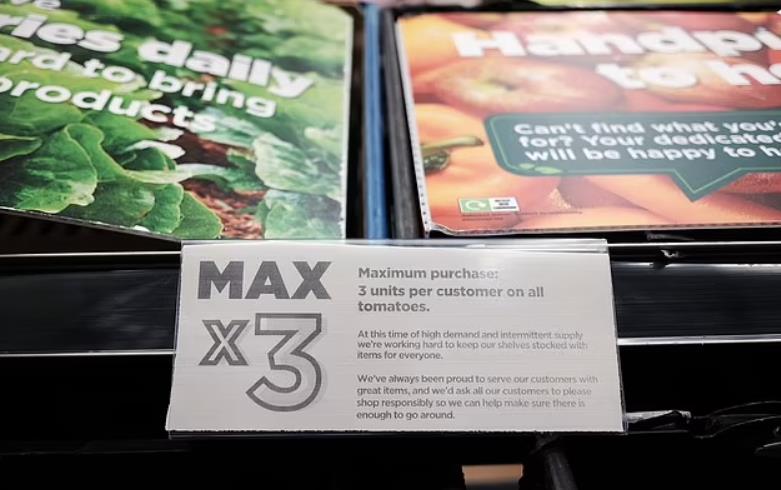 ries daily
to bring
products
to
Can't find what you'
for? Your dedicate
will be happy to h
MAX
x3
Maximum purchase:
3 units per customer on all
tomatoes.
At this time of high demand and intermittent supply
we're working hard to keep our shelves stocked with
items for everyone.
We've always been proud to serve our customers with
great items, and we'd ask all our customers to please
shop responsibly so we can help make sure there is
enough to go around.